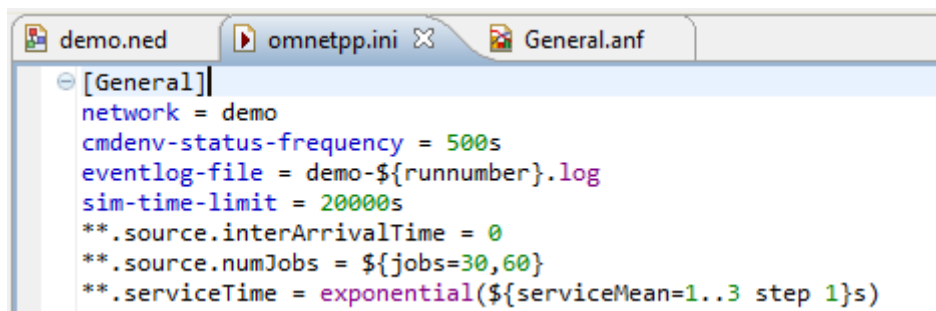 demo.ned omnetpp.ini General.anf
[General]
network = demo
cmdenv-status-frequency = 500s
eventlog-file = demo-${runnumber}.log
sim-time-limit = 20000s
**.source.interArrivalTime = 0
**.source.numJobs = ${jobs=30,60}
**.serviceTime = exponential(${serviceMean=1..3 step 1}s)